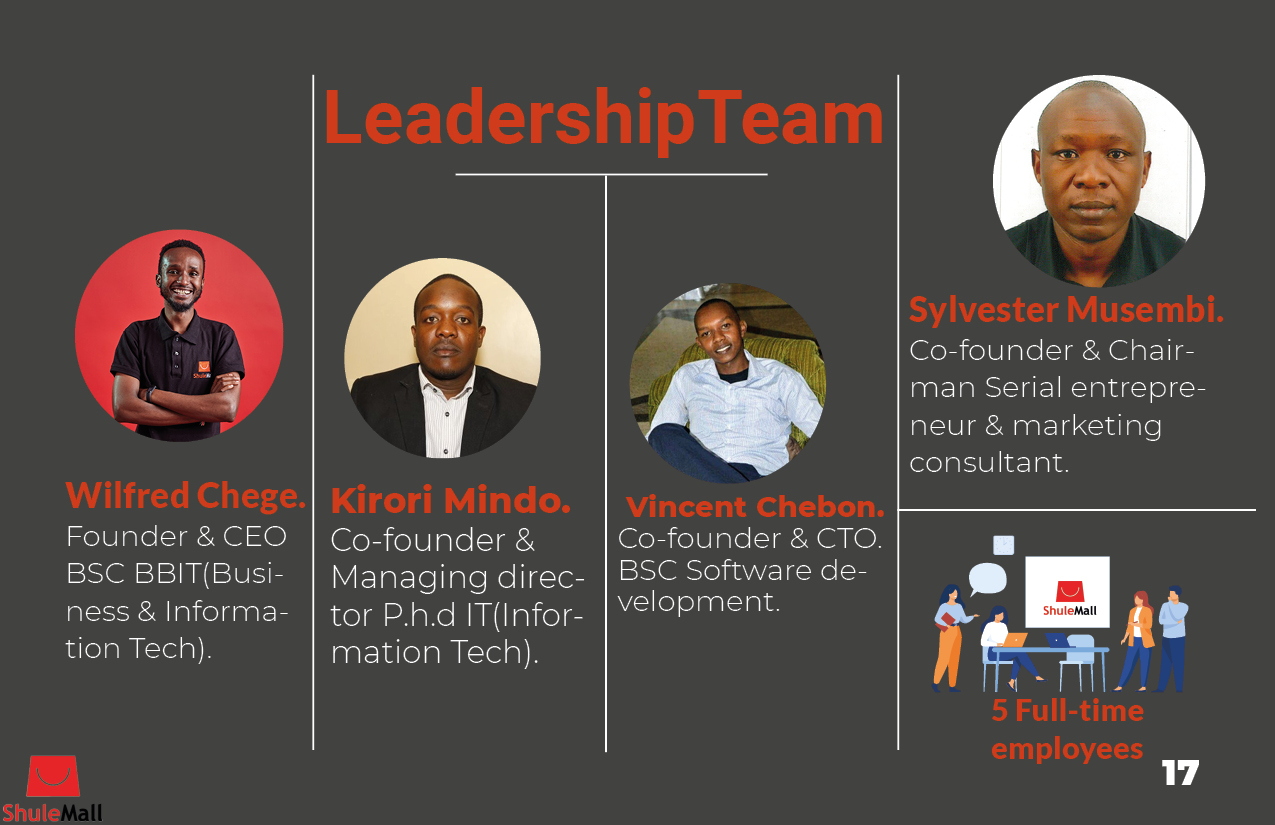 LeadershipTeam
ShuleMall
Wilfred Chege.
Founder & CEO
BSC BBIT(Busi-
ness & Informa-
tion Tech).
Kirori Mindo.
Co-founder &
Managing direc-
tor P.h.d IT(Infor-
mation Tech).
Vincent Chebon.
Co-founder & CTO.
BSC Software de-
velopment.
Sylvester Musembi.
Co-founder & Chair-
man Serial entrepre-
neur & marketing
consultant.
ShuleMall
5 Full-time
employees
17
ShuleMall